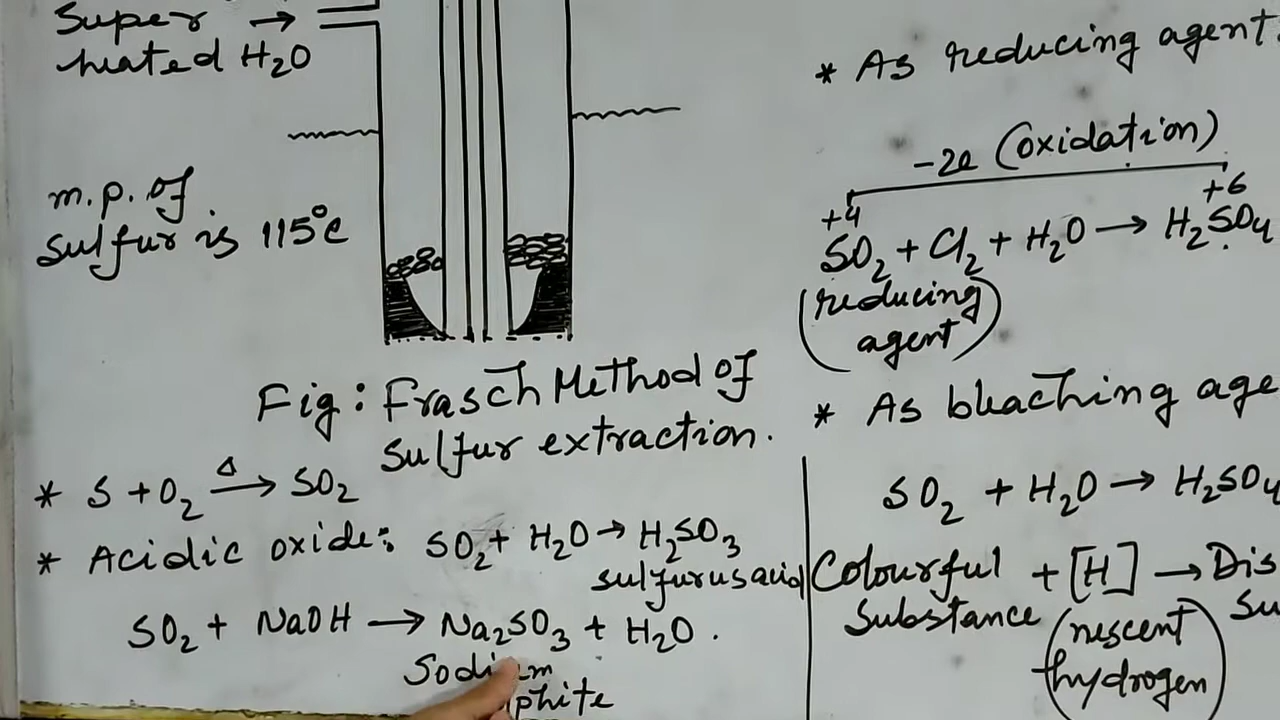 Super →
heated H₂O
m.p. of
sulfur is 115°C
Fig: Frasch Method of
sulfur extraction.
* S + O₂ Δ→ SO₂
* Acidic oxide: SO₂ + H₂O → H₂SO₃
sulfurus acid
SO₂ + NaOH → Na₂SO₃ + H₂O.
* As reducing agent.
-2e (oxidation)
+4 +6
SO₂ + Cl₂ + H₂O → H₂SO₄
(reducing
agent)
* As bleaching age
SO₂ + H₂O → H₂SO₄
Colourful + [H] → Dis
Substance Su
(nescent
hydrogen)